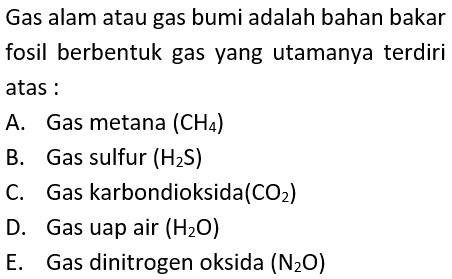 Gas alam atau gas bumi adalah bahan bakar
fosil berbentuk gas yang utamanya terdiri
atas :
A. Gas metana (CH₄)
B. Gas sulfur (H₂S)
C. Gas karbondioksida(CO₂)
D. Gas uap air (H₂O)
E. Gas dinitrogen oksida (N₂O)